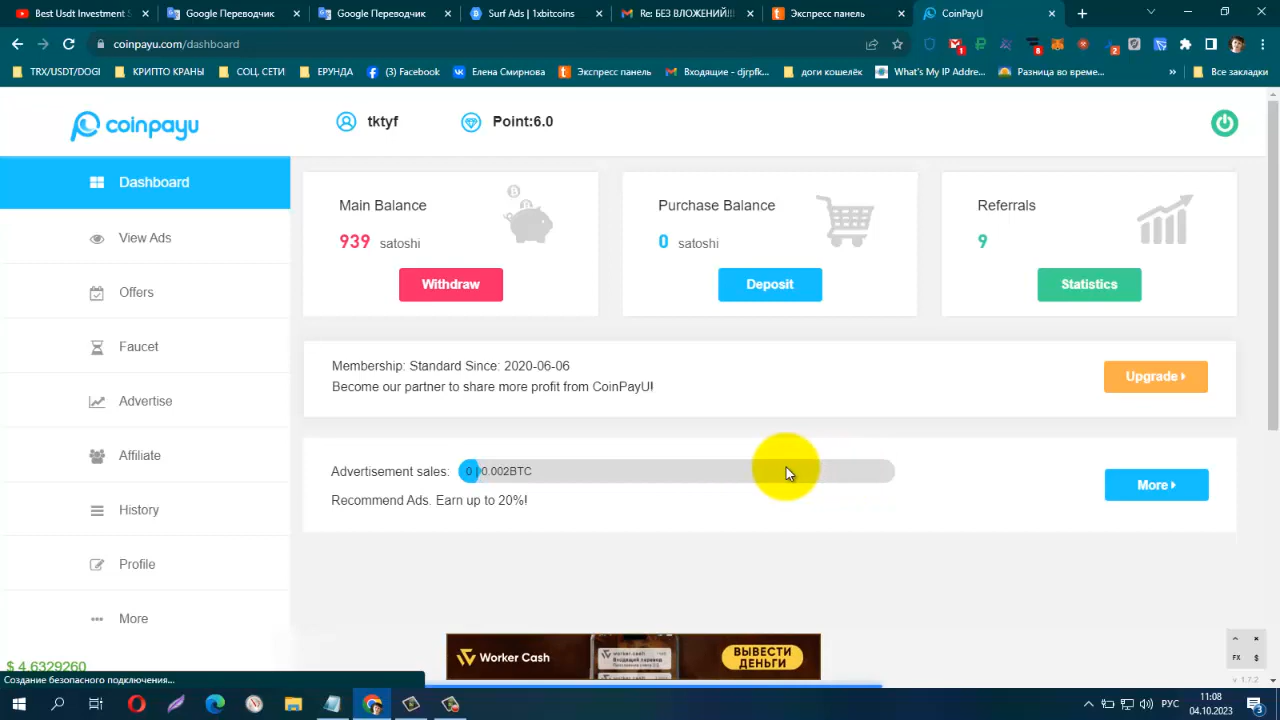 Best Usdt Investment S
Google Переводчик
Google Переводчик
Surf Ads | 1xbitcoins
Re: БЕЗ ВЛОЖЕНИЙ!!!
Экспресс панель
CoinPayU
coinpayu.com/dashboard
TRX/USDT/DOGI
КРИПТО КРАНЫ
СОЦ. СЕТИ
ЕРУНДА
(3) Facebook
Елена Смирнова
Экспресс панель
Входящие - djrpfk...
доги кошелёк
What's My IP Addre...
Разница во време...
Все закладки
coinpayu
tktyf
Point:6.0
Dashboard
View Ads
Offers
Faucet
Advertise
Affiliate
History
Profile
More
Main Balance
939 satoshi
Withdraw
Purchase Balance
0 satoshi
Deposit
Referrals
9
Statistics
Membership: Standard Since: 2020-06-06
Become our partner to share more profit from CoinPayU!
Upgrade
Advertisement sales: 0 0.002BTC
Recommend Ads. Earn up to 20%!
More
Worker Cash
ВЫВЕСТИ
ДЕНЬГИ
FX $
v 1.7.2
$ 4.6329260
Создание безопасного подключения...
РУС
11:08
04.10.2023
3